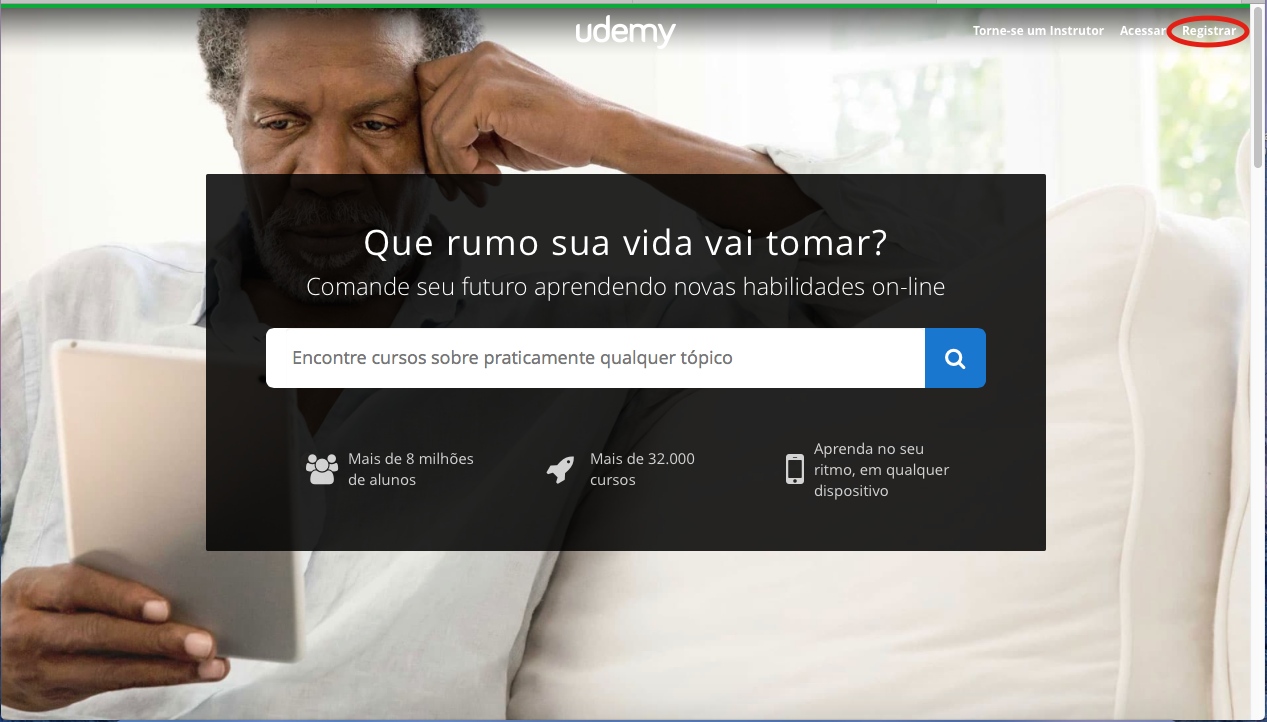 udemy
Torne-se um Instrutor Acessar Registrar
Que rumo sua vida vai tomar?
Comande seu futuro aprendendo novas habilidades on-line
Encontre cursos sobre praticamente qualquer tópico
Mais de 8 milhões
de alunos
Mais de 32.000
cursos
Aprenda no seu
ritmo, em qualquer
dispositivo